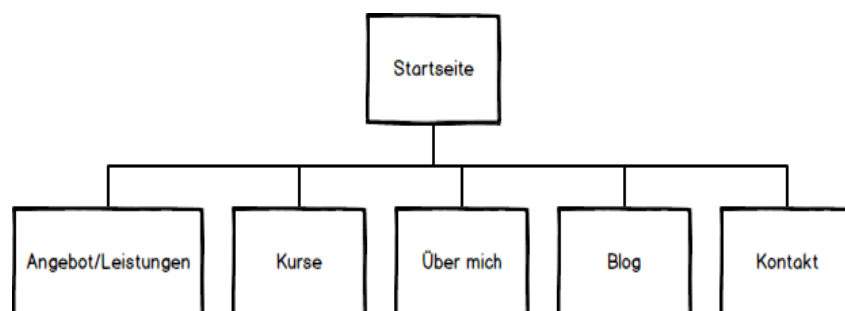 Startseite
Angebot/Leistungen
Kurse
Über mich
Blog
Kontakt